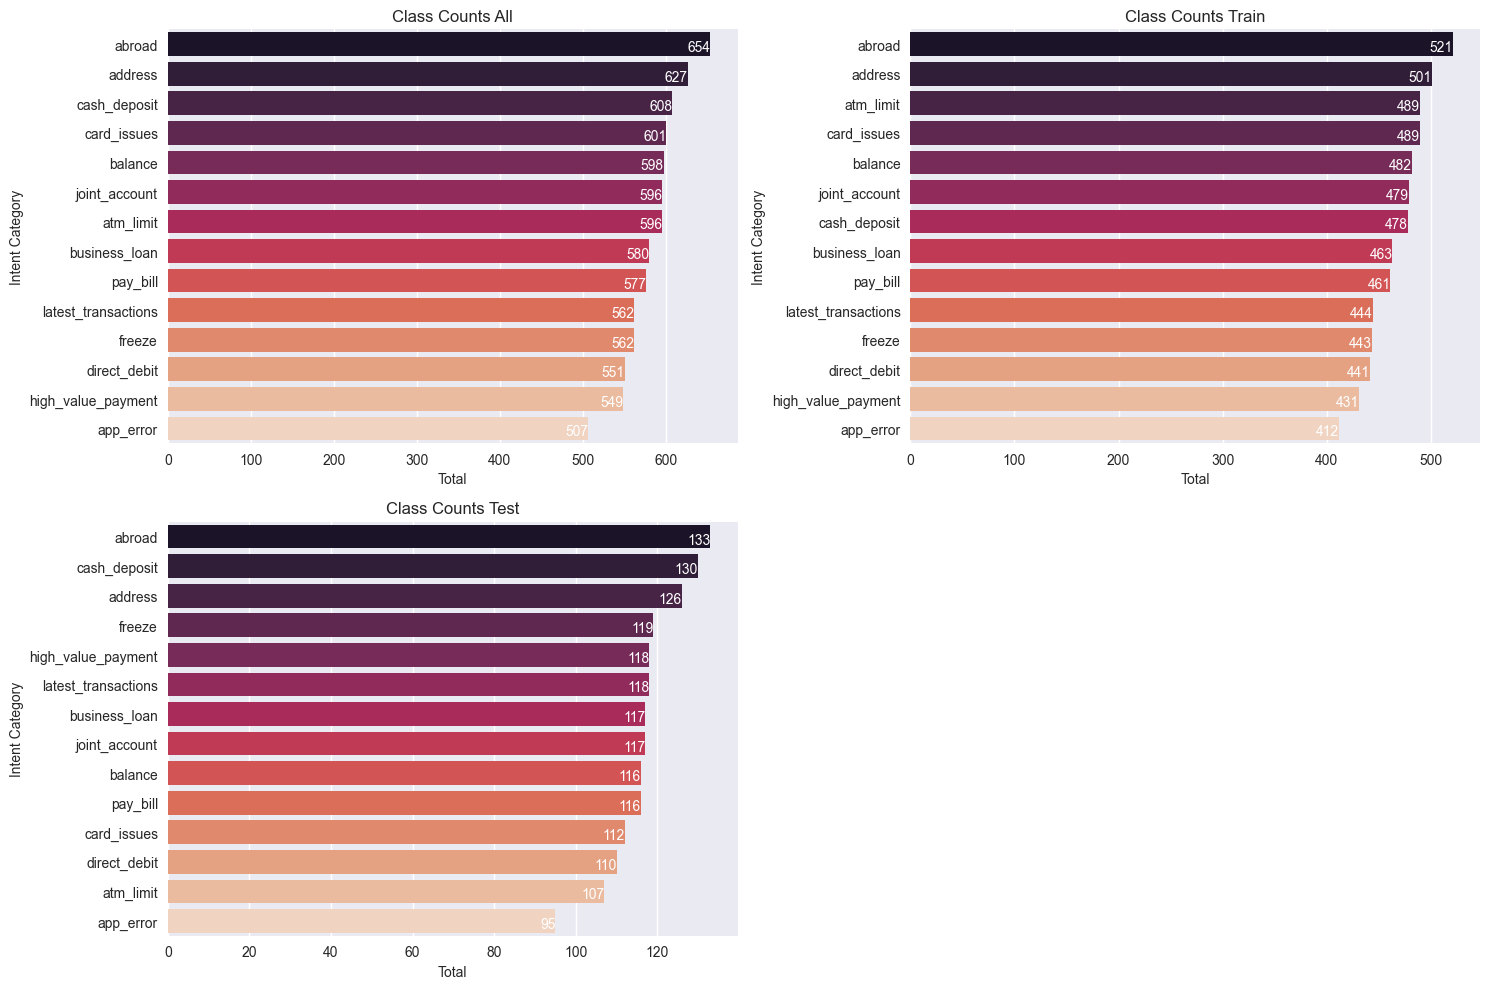 Class Counts All
Intent Category
abroad 654
address 627
cash_deposit 608
card_issues 601
balance 598
joint_account 596
atm_limit 596
business_loan 580
pay_bill 577
latest_transactions 562
freeze 562
direct_debit 551
high_value_payment 549
app_error 507
0 100 200 300 400 500 600
Total
Class Counts Train
Intent Category
abroad 521
address 501
atm_limit 489
card_issues 489
balance 482
joint_account 479
cash_deposit 478
business_loan 463
pay_bill 461
latest_transactions 444
freeze 443
direct_debit 441
high_value_payment 431
app_error 412
0 100 200 300 400 500
Total
Class Counts Test
Intent Category
abroad 133
cash_deposit 130
address 126
freeze 119
high_value_payment 118
latest_transactions 118
business_loan 117
joint_account 117
balance 116
pay_bill 116
card_issues 112
direct_debit 110
atm_limit 107
app_error 95
0 20 40 60 80 100 120
Total